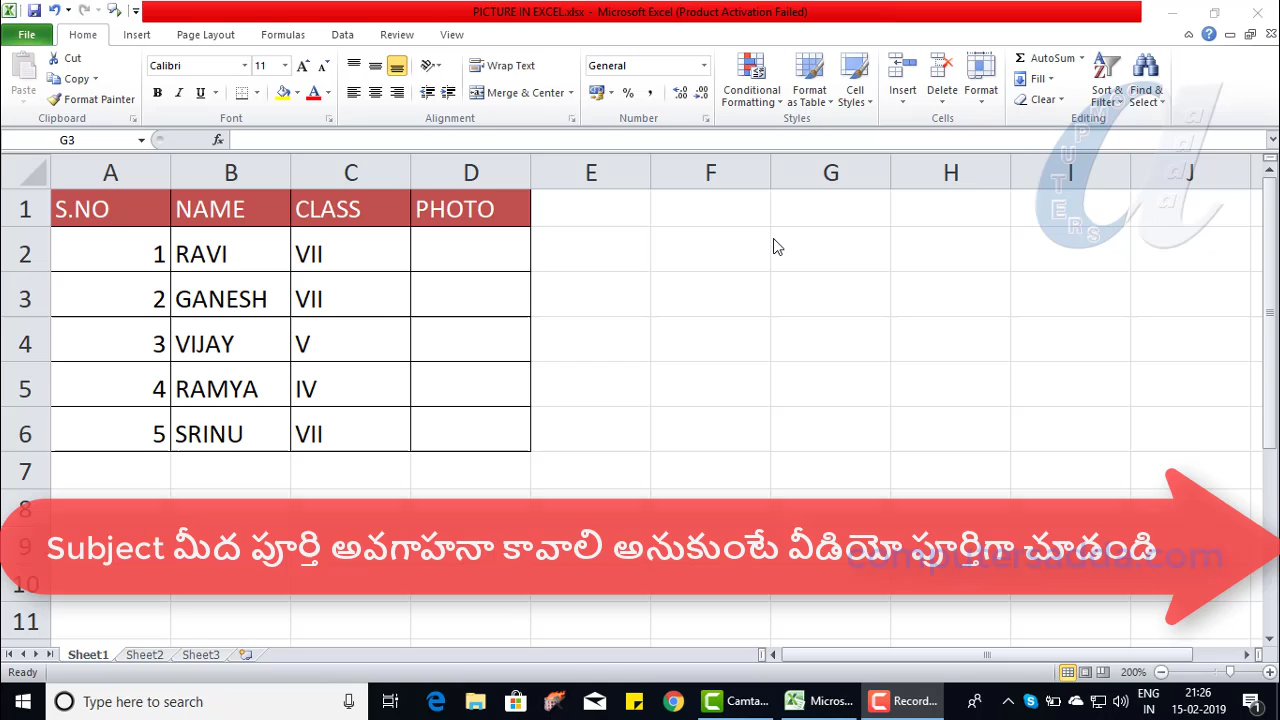 PICTURE IN EXCEL.xlsx - Microsoft Excel (Product Activation Failed)
File Home Insert Page Layout Formulas Data Review View
Cut
Copy
Format Painter
Paste
Clipboard
Calibri 11
B I U
Font
Wrap Text
Merge & Center
Alignment
General
Number
Conditional Formatting
Format as Table
Cell Styles
Styles
Insert Delete Format
Cells
AutoSum
Fill
Clear
Sort & Filter
Find & Select
Editing
G3 fx
A B C D E F G H I J
1 S.NO NAME CLASS PHOTO
2 1 RAVI VII
3 2 GANESH VII
4 3 VIJAY V
5 4 RAMYA IV
6 5 SRINU VII
7
8
9
10
11
Subject మీద పూర్తి అవగాహనా కావాలి అనుకుంటే వీడియో పూర్తిగా చూడండి
computersadda.com
Sheet1 Sheet2 Sheet3
Ready 200%
Type here to search
Camta... Micros... Record...
ENG 21:26
IN 15-02-2019